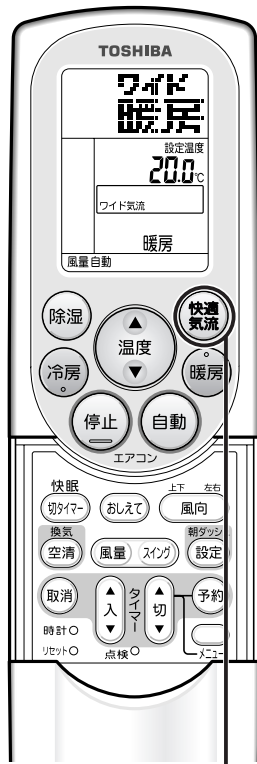 TOSHIBA
ワイド
暖房
設定温度
20.0℃
ワイド気流
暖房
風量自動
除湿
快適
気流
温度
冷房
暖房
停止
自動
エアコン
快眠
上下 左右
切タイマー
おしえて
風向
換気
朝ダッシュ
空清
風量
スイング
設定
取消
入
タイマー
切
予約
時計
メニュー
リセット
点検